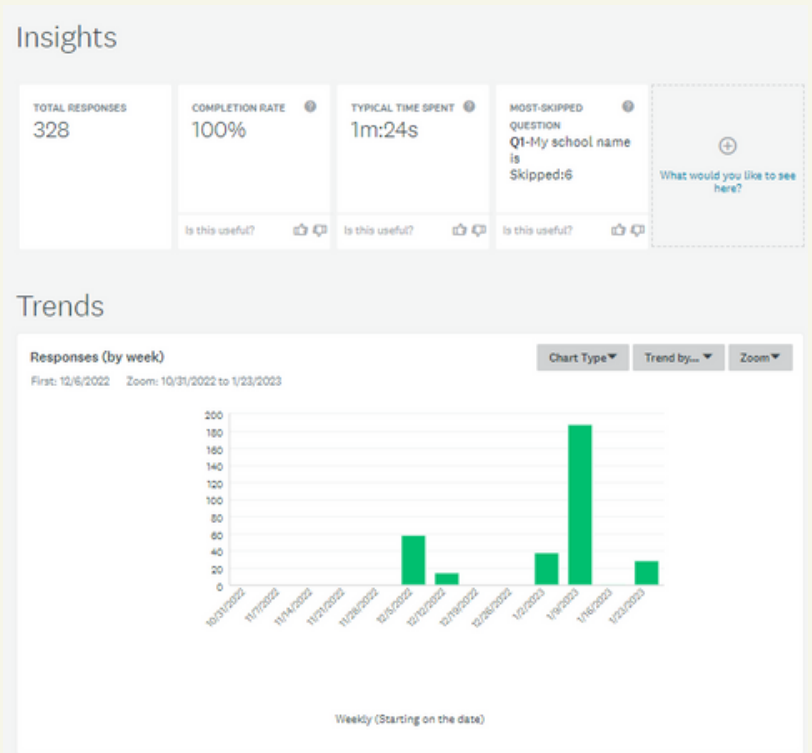 Insights
TOTAL RESPONSES
328
COMPLETION RATE
100%
Is this useful?
TYPICAL TIME SPENT
1m:24s
Is this useful?
MOST-SKIPPED
QUESTION
Q1-My school name
is
Skipped:6
Is this useful?
What would you like to see
here?
Trends
Responses (by week)
Chart Type
Trend by...
Zoom
First: 12/6/2022 Zoom: 10/31/2022 to 1/23/2023
200
180
160
140
120
100
80
60
40
20
0
10/31/2022
11/7/2022
11/14/2022
11/21/2022
11/28/2022
12/5/2022
12/12/2022
12/19/2022
12/26/2022
1/2/2023
1/9/2023
1/16/2023
1/23/2023
Weekly (Starting on the date)